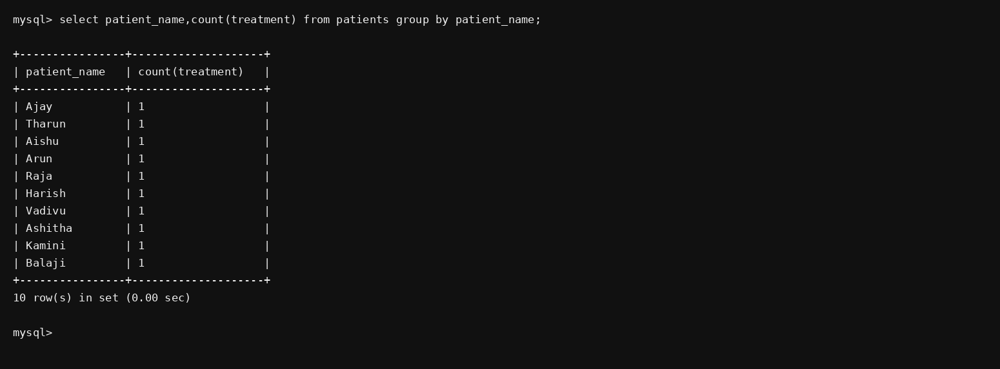 mysql> select patient_name,count(treatment) from patients group by patient_name;
+----------------+--------------------+
| patient_name   | count(treatment)   |
+----------------+--------------------+
| Ajay           | 1                  |
| Tharun         | 1                  |
| Aishu          | 1                  |
| Arun           | 1                  |
| Raja           | 1                  |
| Harish         | 1                  |
| Vadivu         | 1                  |
| Ashitha        | 1                  |
| Kamini         | 1                  |
| Balaji         | 1                  |
+----------------+--------------------+
10 row(s) in set (0.00 sec)
mysql>